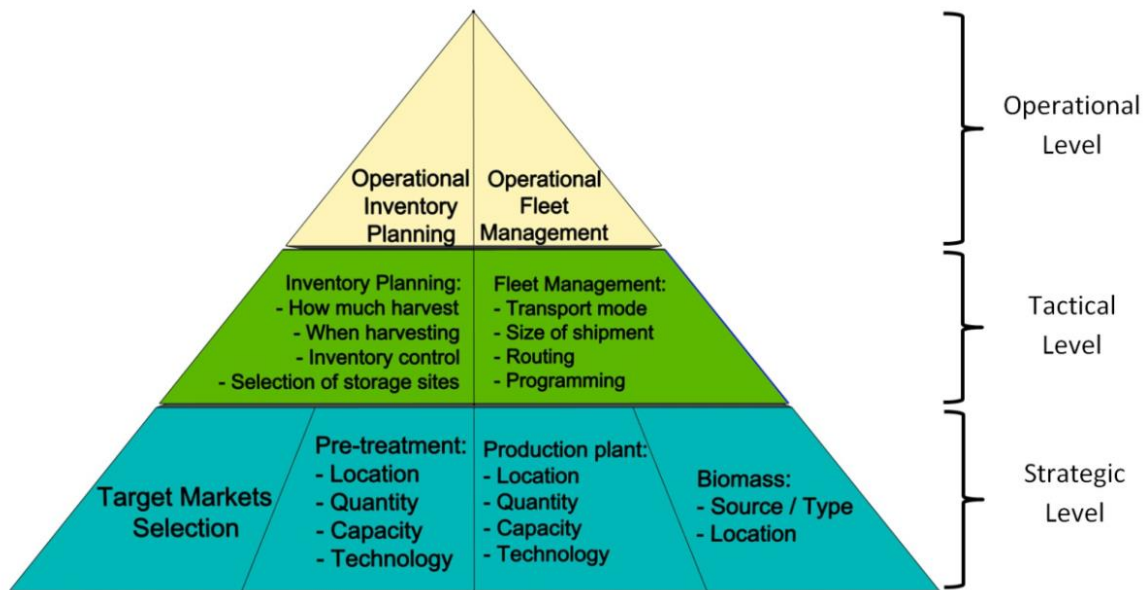 Operational
Inventory
Planning
Operational
Fleet
Management
Operational
Level
Inventory Planning:
- How much harvest
- When harvesting
- Inventory control
- Selection of storage sites
Fleet Management:
- Transport mode
- Size of shipment
- Routing
- Programming
Tactical
Level
Target Markets
Selection
Pre-treatment:
- Location
- Quantity
- Capacity
- Technology
Production plant:
- Location
- Quantity
- Capacity
- Technology
Biomass:
- Source / Type
- Location
Strategic
Level